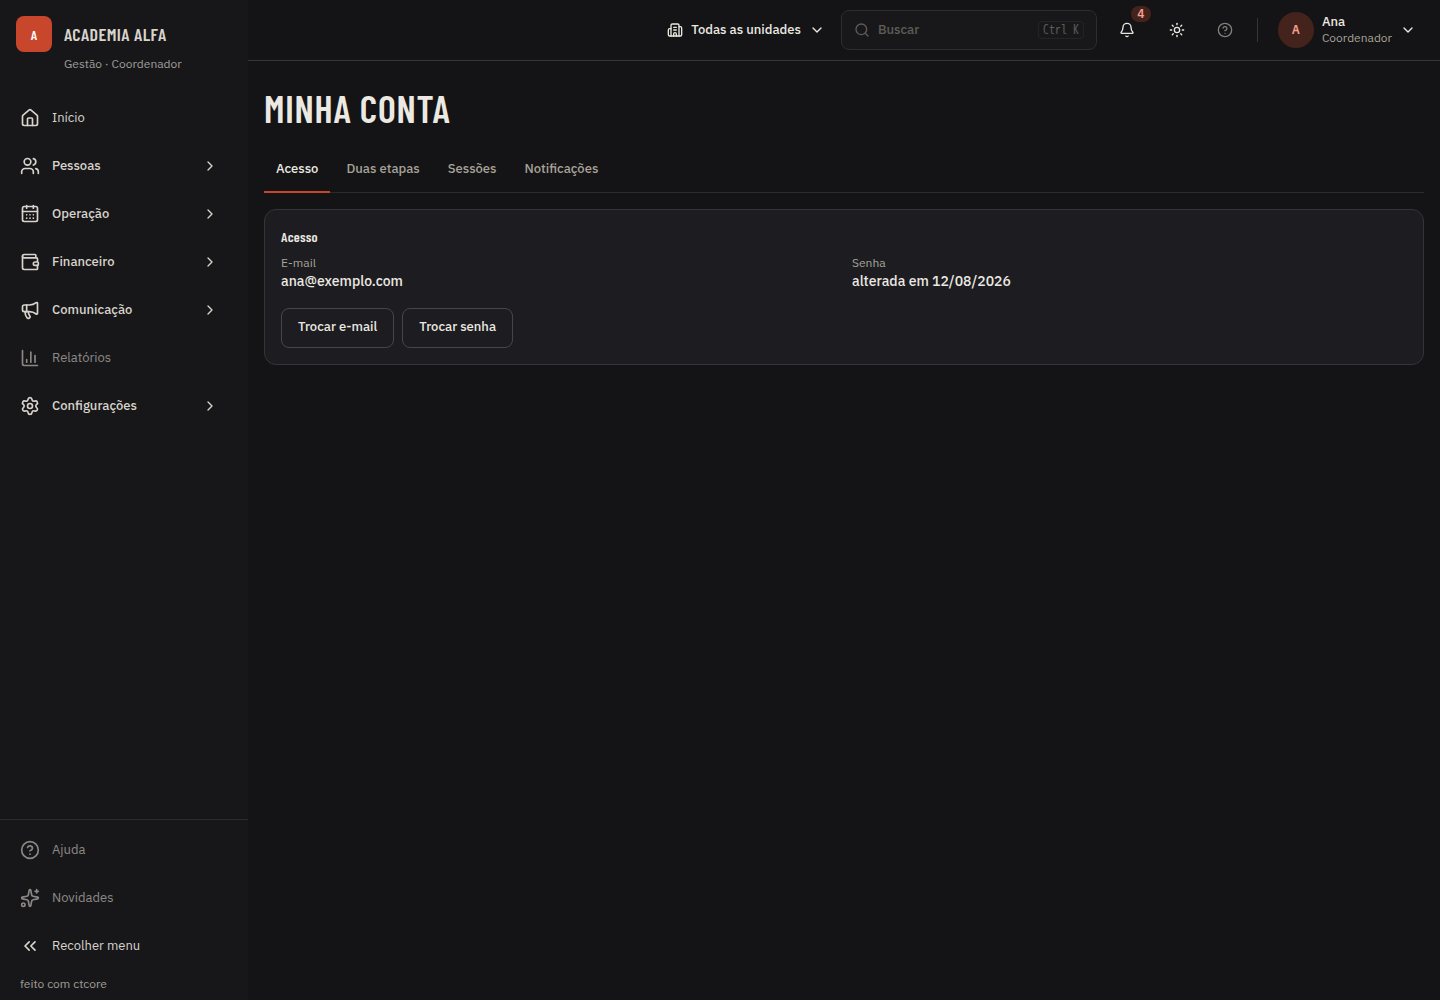 A
ACADEMIA ALFA
Gestão · Coordenador
Início
Pessoas
Operação
Financeiro
Comunicação
Relatórios
Configurações
Ajuda
Novidades
Recolher menu
feito com ctcore
Todas as unidades
Buscar
Ctrl K
4
A
Ana
Coordenador
MINHA CONTA
Acesso
Duas etapas
Sessões
Notificações
Acesso
E-mail
ana@exemplo.com
Senha
alterada em 12/08/2026
Trocar e-mail
Trocar senha